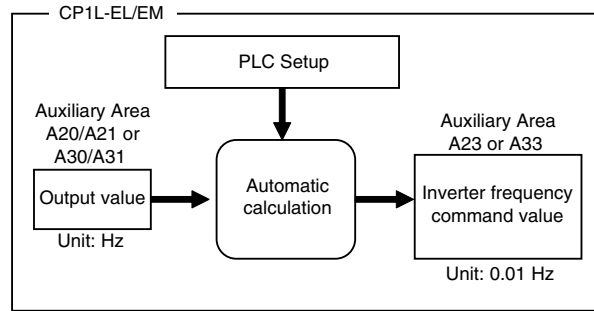 CP1L-EL/EM
PLC Setup
Auxiliary Area
A20/A21 or
A30/A31
Output value
Unit: Hz
Automatic
calculation
Auxiliary Area
A23 or A33
Inverter frequency
command value
Unit: 0.01 Hz